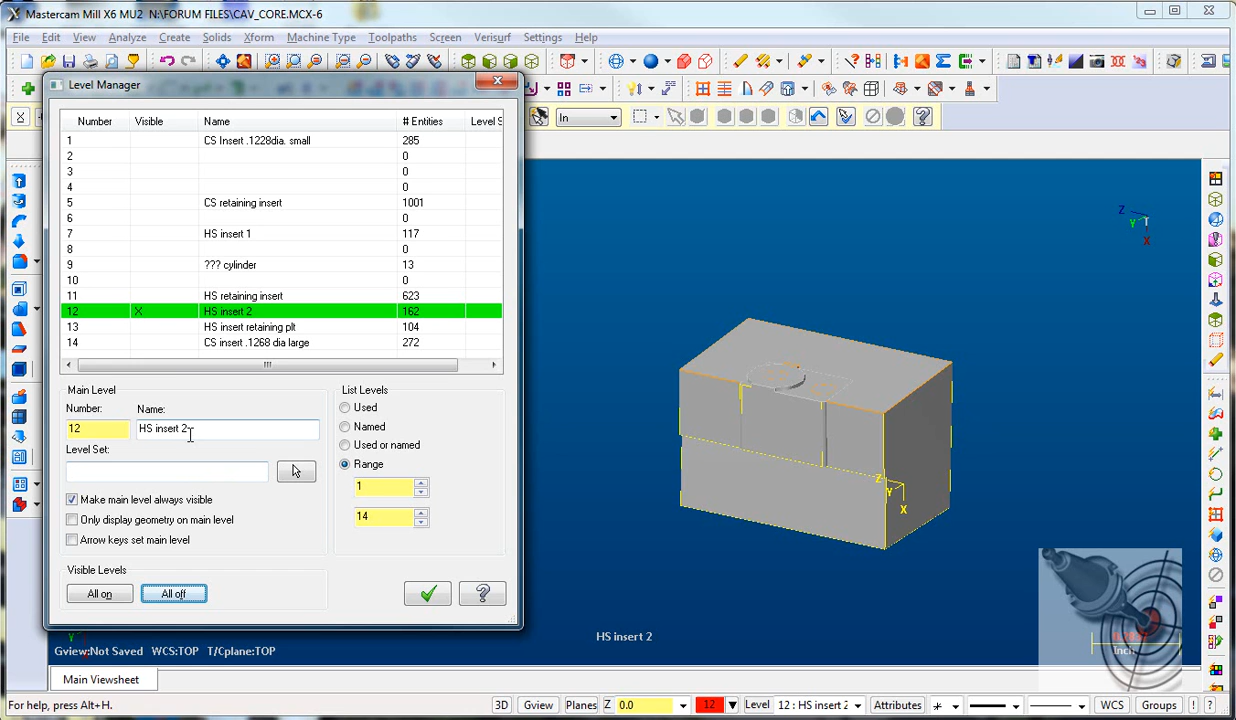 Mastercam Mill X6 MU2 N:\FORUM FILES\CAV_CORE.MCX-6
File Edit View Analyze Create Solids Xform Machine Type Toolpaths Screen Verisurf Settings Help
Level Manager
In
Number Visible Name # Entities Level S
1 CS Insert .1228dia. small 285
2 0
3 0
4 0
5 CS retaining insert 1001
6 0
7 HS insert 1 117
8 0
9 ??? cylinder 13
10 0
11 HS retaining insert 623
12 X HS insert 2 162
13 HS insert retaining plt 104
14 CS insert .1268 dia large 272
Main Level
Number: Name:
12 HS insert 2
Level Set:
Make main level always visible
Only display geometry on main level
Arrow keys set main level
List Levels
Used
Named
Used or named
Range
1
14
Visible Levels
All on All off
Z
Y
X
Z
Y
X
Y
HS insert 2
Inch
Gview:Not Saved WCS:TOP T/Cplane:TOP
Main Viewsheet
For help, press Alt+H.
3D Gview Planes Z 0.0 12 Level 12 : HS insert 2 Attributes WCS Groups ! ?